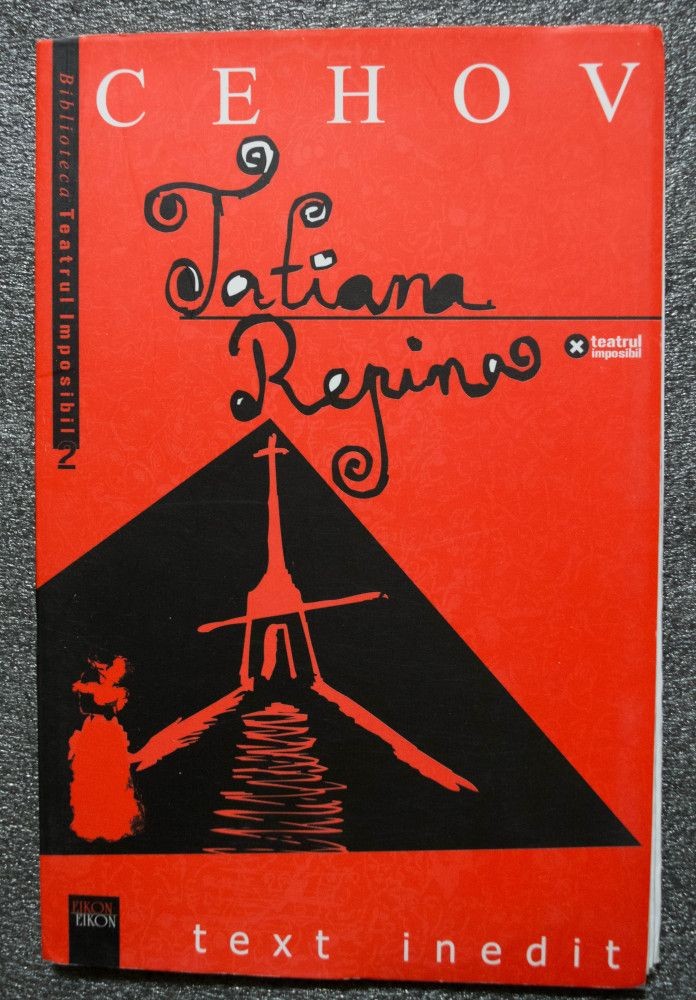 CEHOV
Biblioteca Teatrul Imposibil 2
Tatiana
Repina
teatrul
imposibil
EIKON
EIKON
text inedit